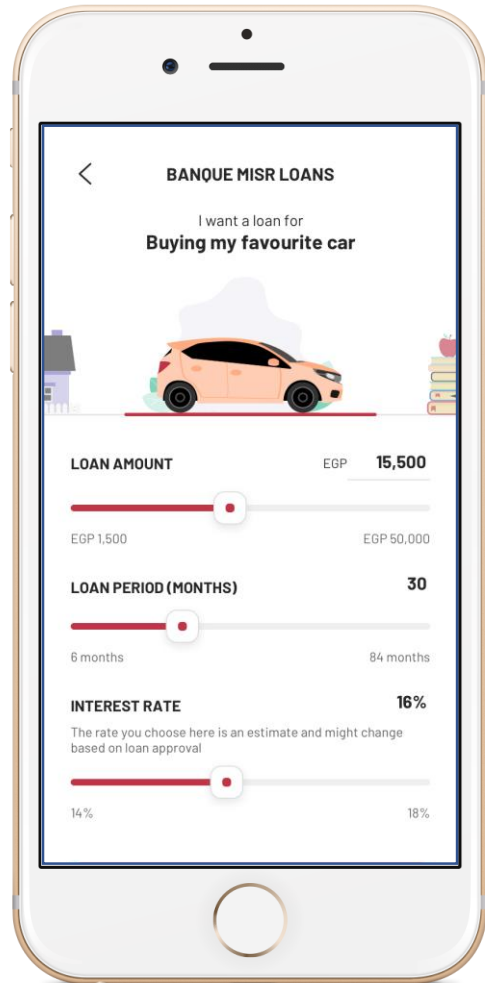 BANQUE MISR LOANS
I want a loan for
Buying my favourite car
LOAN AMOUNT EGP 15,500
EGP 1,500 EGP 50,000
LOAN PERIOD (MONTHS) 30
6 months 84 months
INTEREST RATE 16%
The rate you choose here is an estimate and might change
based on loan approval
14% 18%